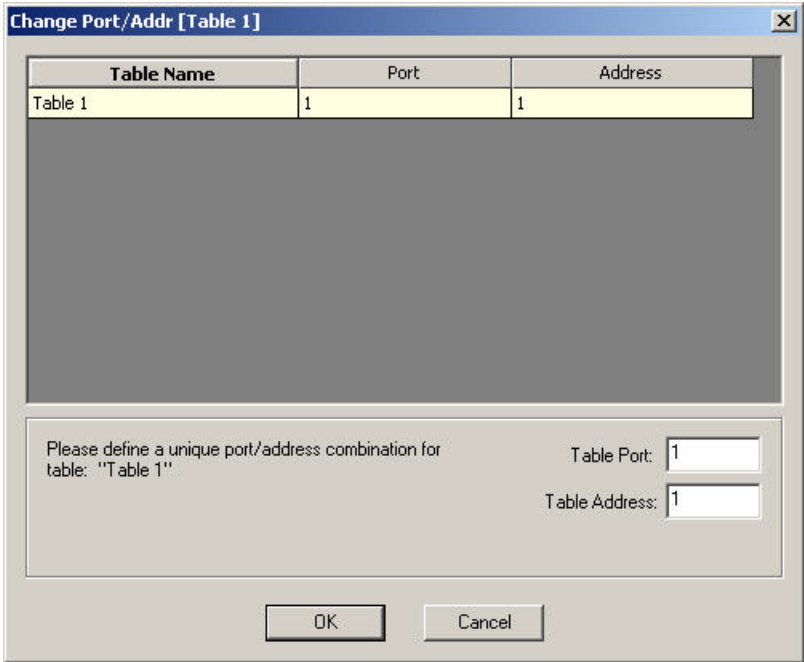 Change Port/Addr [Table 1]
Table Name Port Address
Table 1 1 1
Please define a unique port/address combination for
table: "Table 1"
Table Port: 1
Table Address: 1
OK Cancel